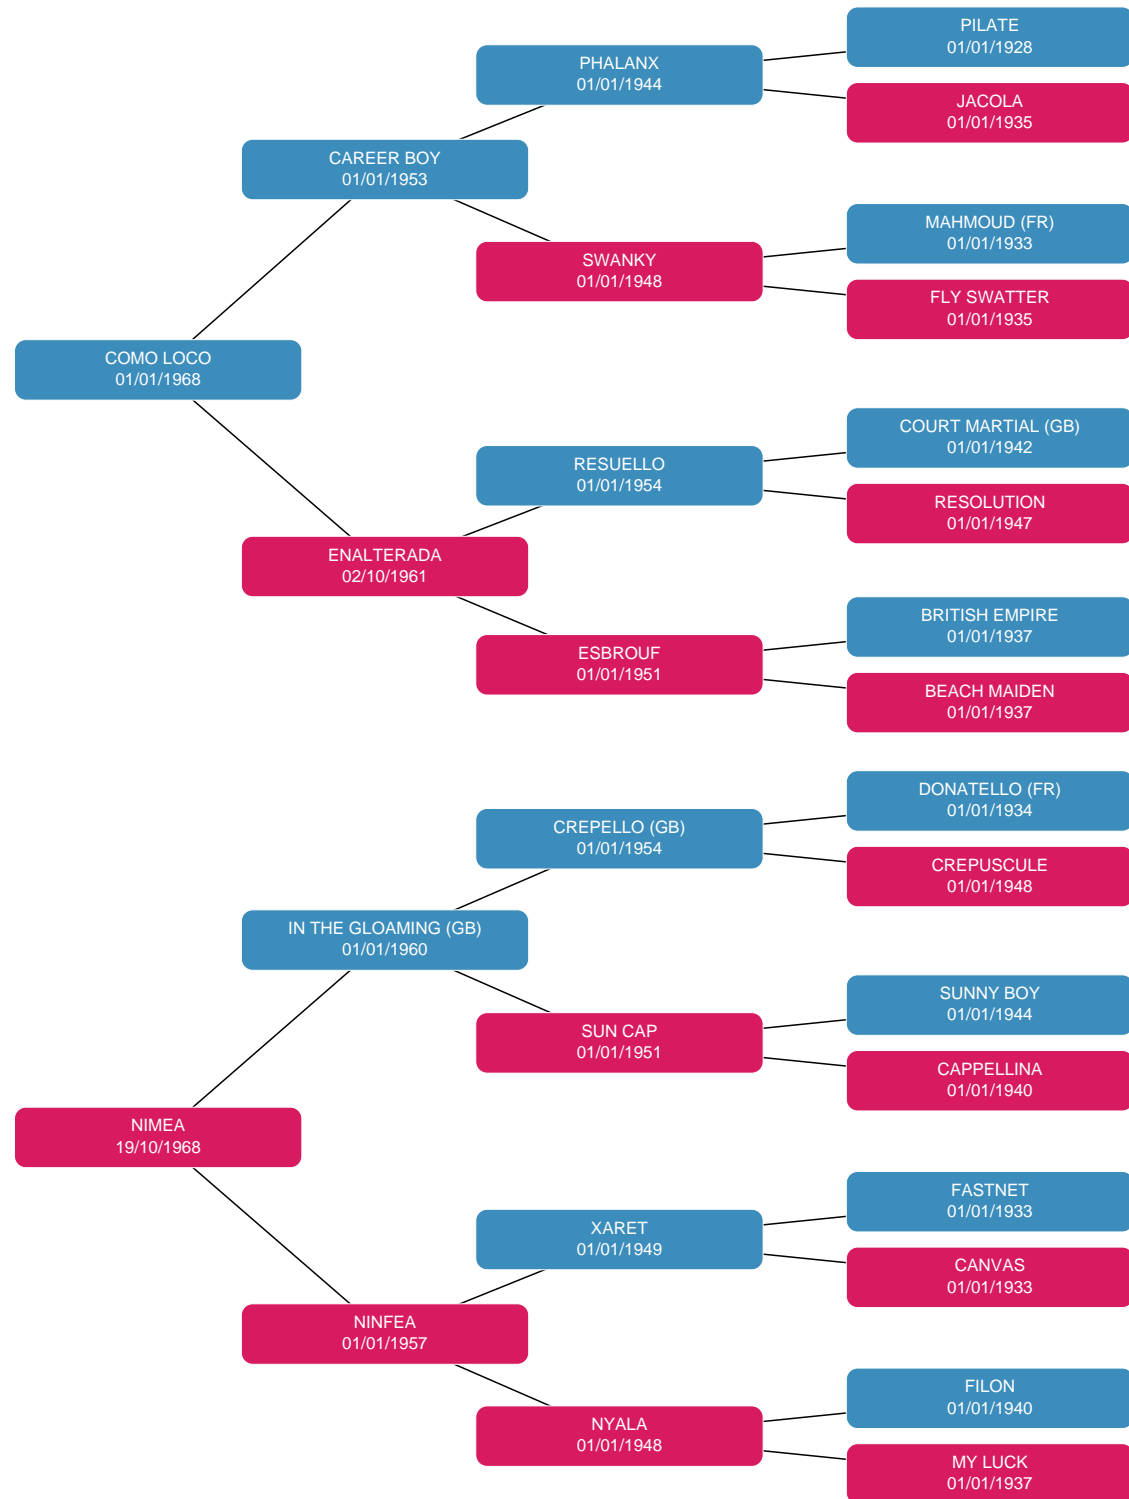 PILATE
01/01/1928
PHALANX
01/01/1944
JACOLA
01/01/1935
CAREER BOY
01/01/1953
MAHMOUD (FR)
01/01/1933
SWANKY
01/01/1948
FLY SWATTER
01/01/1935
COMO LOCO
01/01/1968
COURT MARTIAL (GB)
01/01/1942
RESUELLO
01/01/1954
RESOLUTION
01/01/1947
ENALTERADA
02/10/1961
BRITISH EMPIRE
01/01/1937
ESBROUF
01/01/1951
BEACH MAIDEN
01/01/1937
DONATELLO (FR)
01/01/1934
CREPELLO (GB)
01/01/1954
CREPUSCULE
01/01/1948
IN THE GLOAMING (GB)
01/01/1960
SUNNY BOY
01/01/1944
SUN CAP
01/01/1951
CAPPELLINA
01/01/1940
NIMEA
19/10/1968
FASTNET
01/01/1933
XARET
01/01/1949
CANVAS
01/01/1933
NINFEA
01/01/1957
FILON
01/01/1940
NYALA
01/01/1948
MY LUCK
01/01/1937